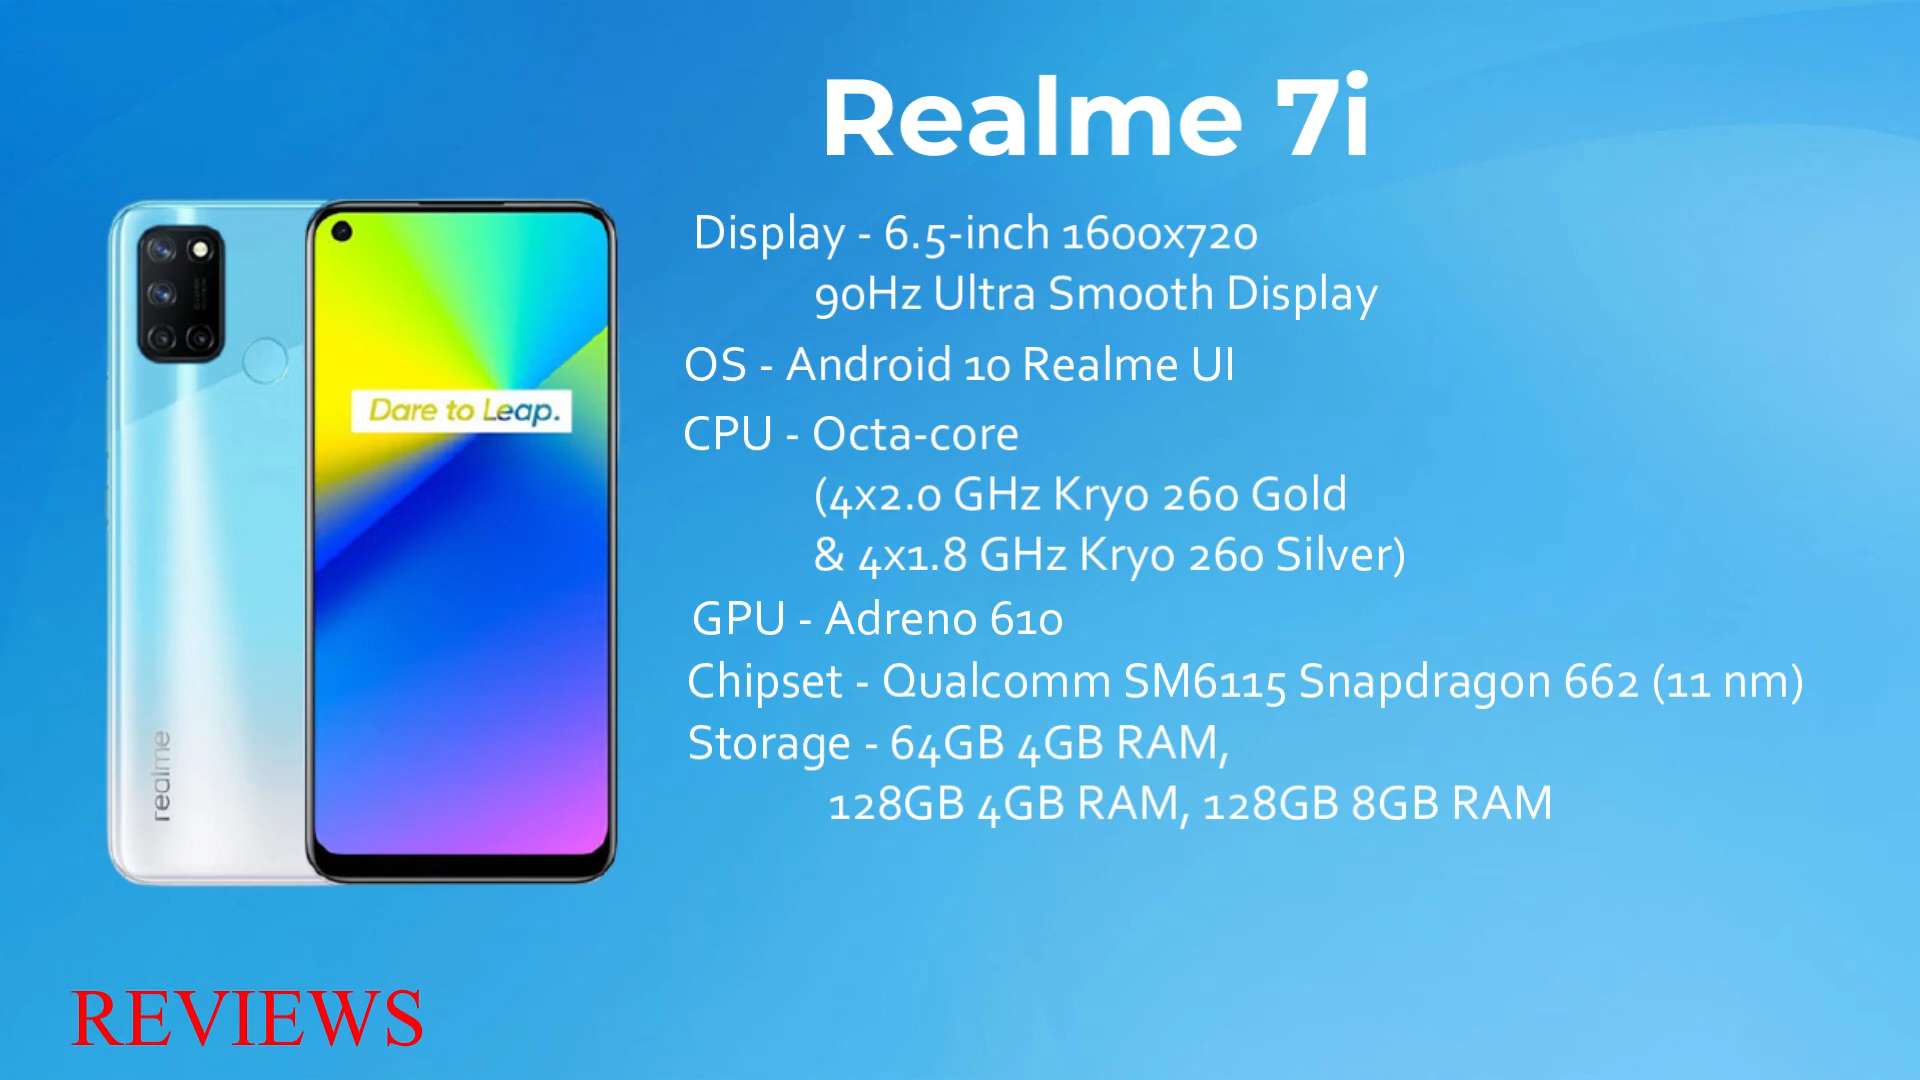 Realme 7i
Display - 6.5-inch 1600x720
90Hz Ultra Smooth Display
OS - Android 10 Realme UI
CPU - Octa-core
(4x2.0 GHz Kryo 260 Gold
& 4x1.8 GHz Kryo 260 Silver)
GPU - Adreno 610
Chipset - Qualcomm SM6115 Snapdragon 662 (11 nm)
Storage - 64GB 4GB RAM,
128GB 4GB RAM, 128GB 8GB RAM
Dare to Leap.
realme
REVIEWS